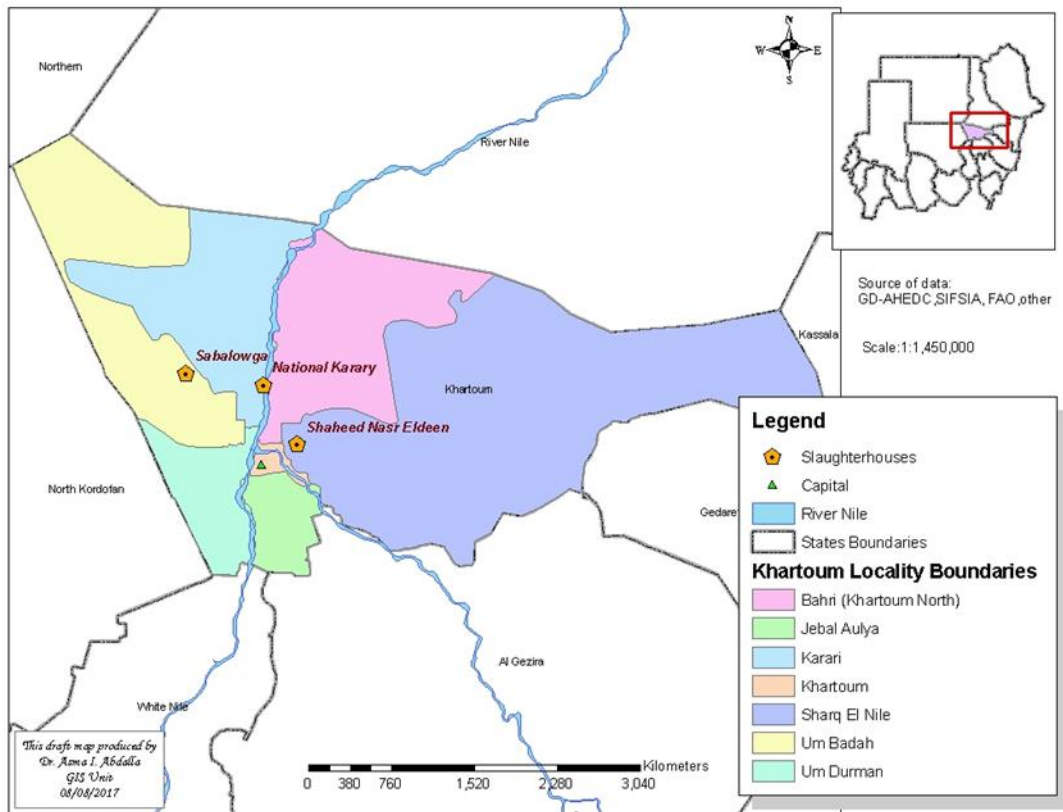 N
W E
S
Northern
River Nile
Source of data:
GD-AHEDC,SIFSIA, FAO,other
Scale:1:1,450,000
Kassala
Sabalowga
National Karary
Khartoum
Shaheed Nasr Eldeen
North Kordofan
Gedaref
Al Gezira
White Nile
Legend
Slaughterhouses
Capital
River Nile
States Boundaries
Khartoum Locality Boundaries
Bahri (Khartoum North)
Jebal Aulya
Karari
Khartoum
Sharq El Nile
Um Badah
Um Durman
This draft map produced by
Dr. Asma I. Abdalla
GIS Unit
08/08/2017
Kilometers
0 380 760 1,520 2,280 3,040